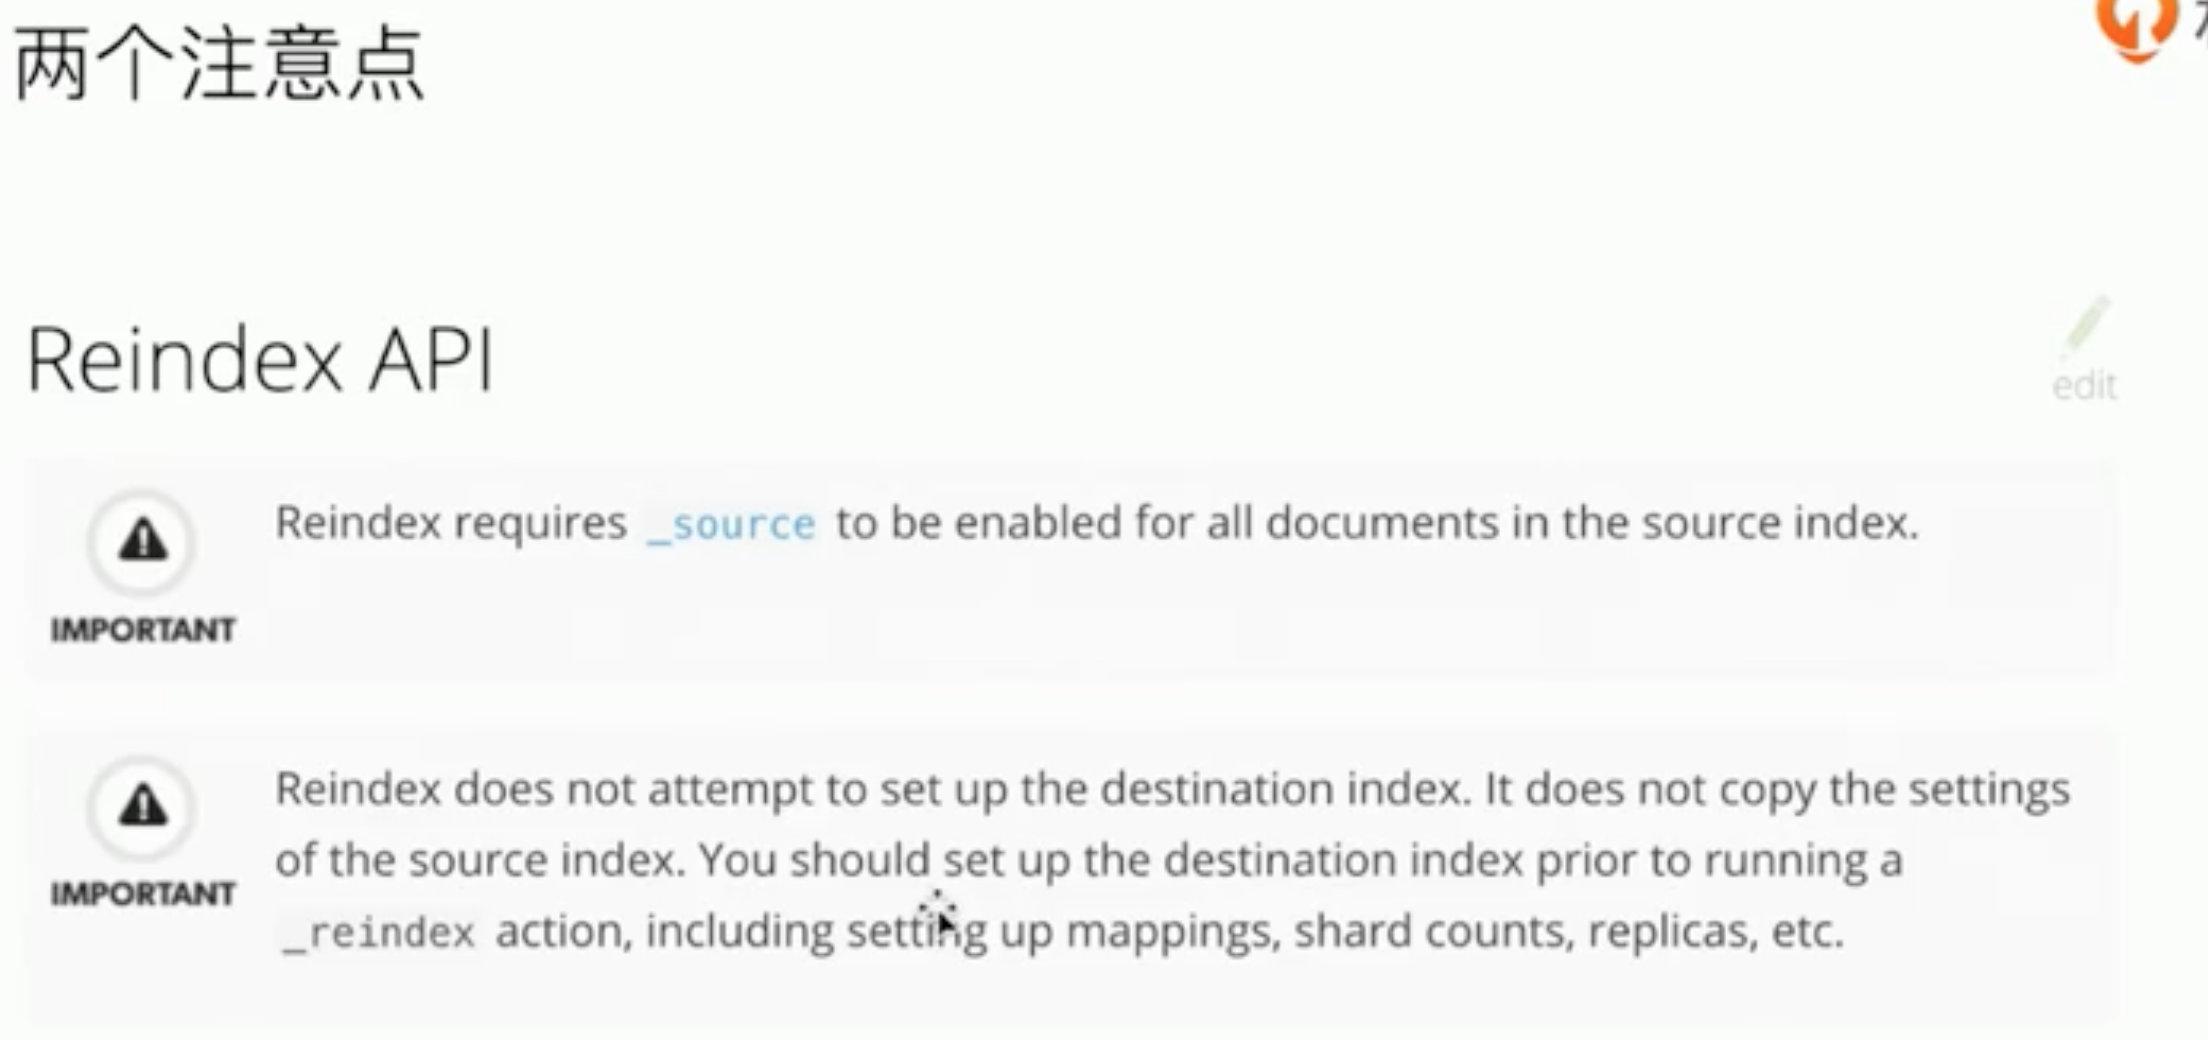 两个注意点
Reindex API
edit
Reindex requires _source to be enabled for all documents in the source index.
IMPORTANT
Reindex does not attempt to set up the destination index. It does not copy the settings
of the source index. You should set up the destination index prior to running a
IMPORTANT
_reindex action, including setting up mappings, shard counts, replicas, etc.